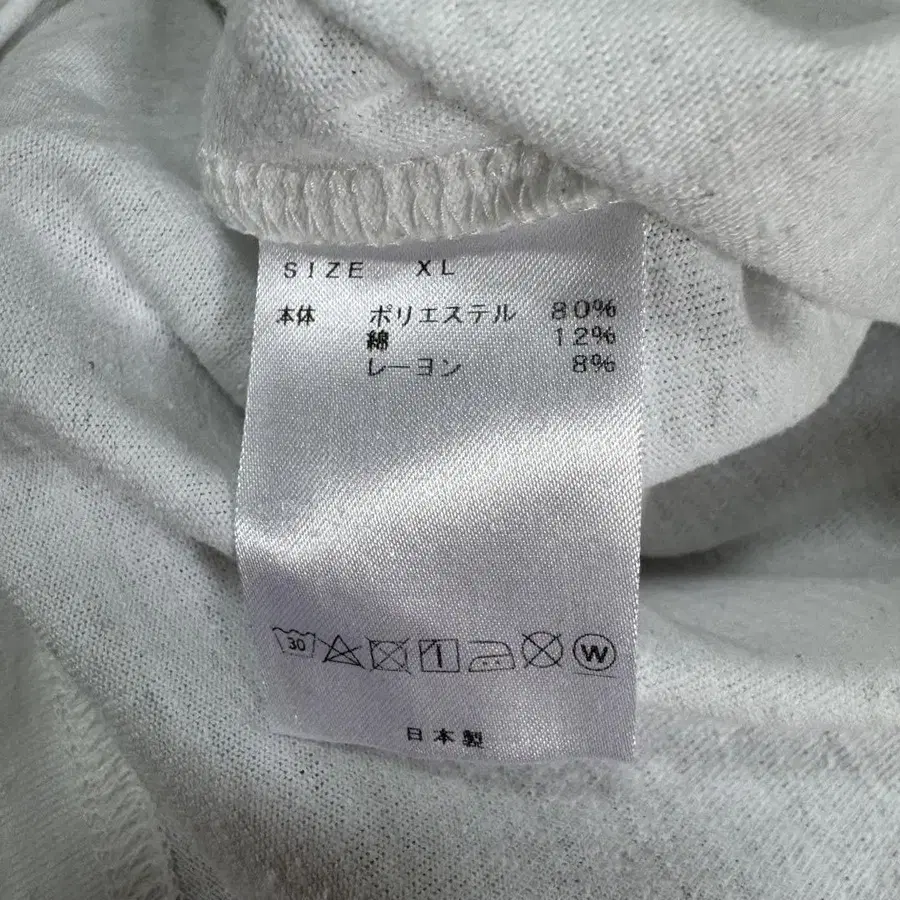 SIZE XL
本体 ポリエステル 80%
綿 12%
レーヨン 8%
30 W
日本製